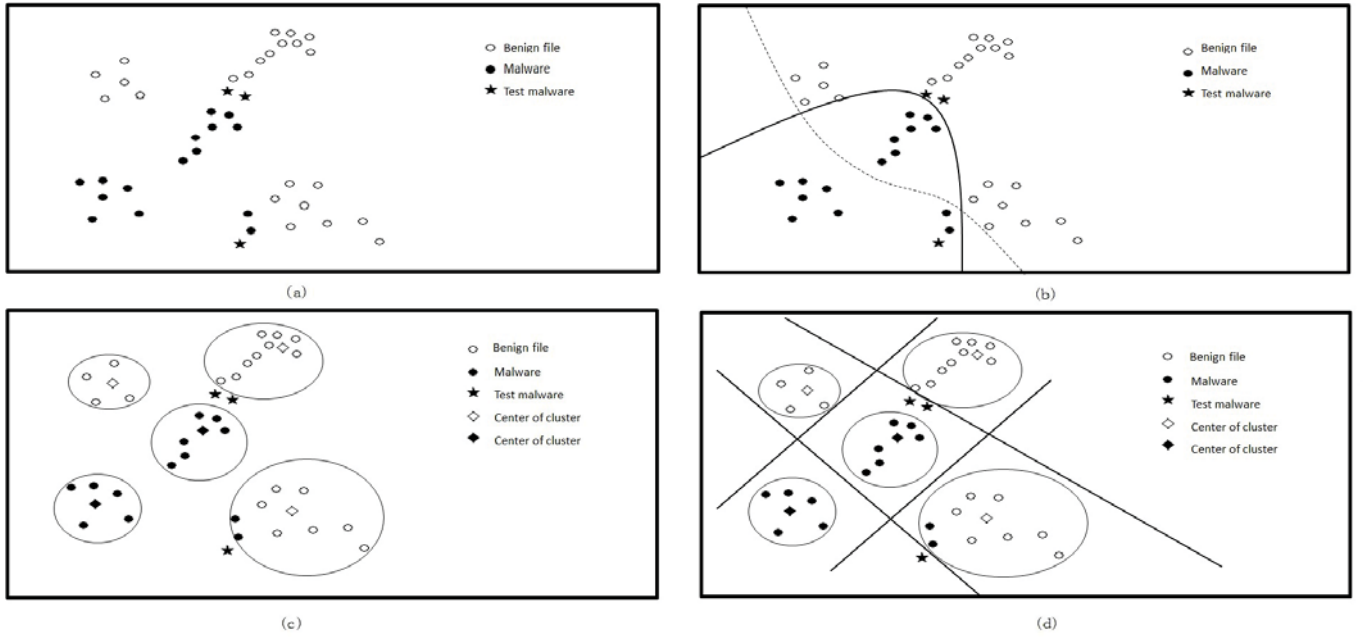 Benign file
Malware
Test malware
(a)
Benign file
Malware
Test malware
(b)
Benign file
Malware
Test malware
Center of cluster
Center of cluster
(c)
Benign file
Malware
Test malware
Center of cluster
Center of cluster
(d)